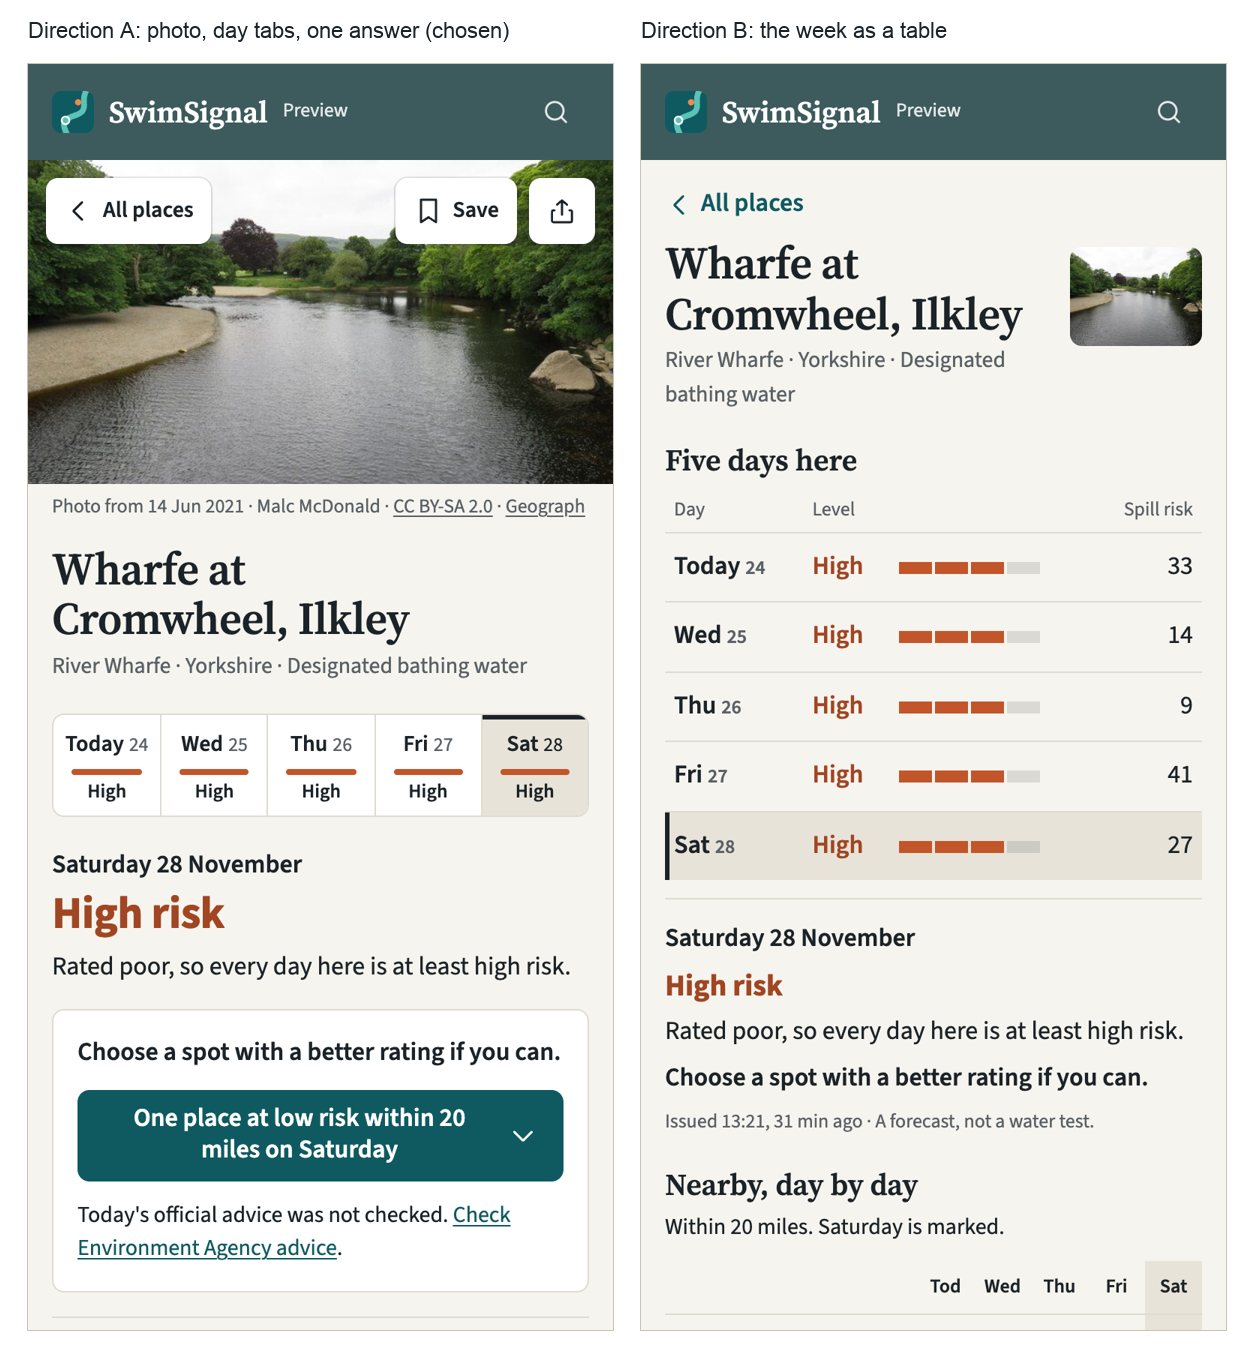 Direction A: photo, day tabs, one answer (chosen)
SwimSignal Preview
All places
Save
Photo from 14 Jun 2021 · Malc McDonald · CC BY-SA 2.0 · Geograph
Wharfe at
Cromwheel, Ilkley
River Wharfe · Yorkshire · Designated bathing water
Today 24 Wed 25 Thu 26 Fri 27 Sat 28
High High High High High
Saturday 28 November
High risk
Rated poor, so every day here is at least high risk.
Choose a spot with a better rating if you can.
One place at low risk within 20
miles on Saturday
Today's official advice was not checked. Check
Environment Agency advice.
Direction B: the week as a table
SwimSignal Preview
All places
Wharfe at
Cromwheel, Ilkley
River Wharfe · Yorkshire · Designated
bathing water
Five days here
Day Level Spill risk
Today 24 High 33
Wed 25 High 14
Thu 26 High 9
Fri 27 High 41
Sat 28 High 27
Saturday 28 November
High risk
Rated poor, so every day here is at least high risk.
Choose a spot with a better rating if you can.
Issued 13:21, 31 min ago · A forecast, not a water test.
Nearby, day by day
Within 20 miles. Saturday is marked.
Tod Wed Thu Fri Sat